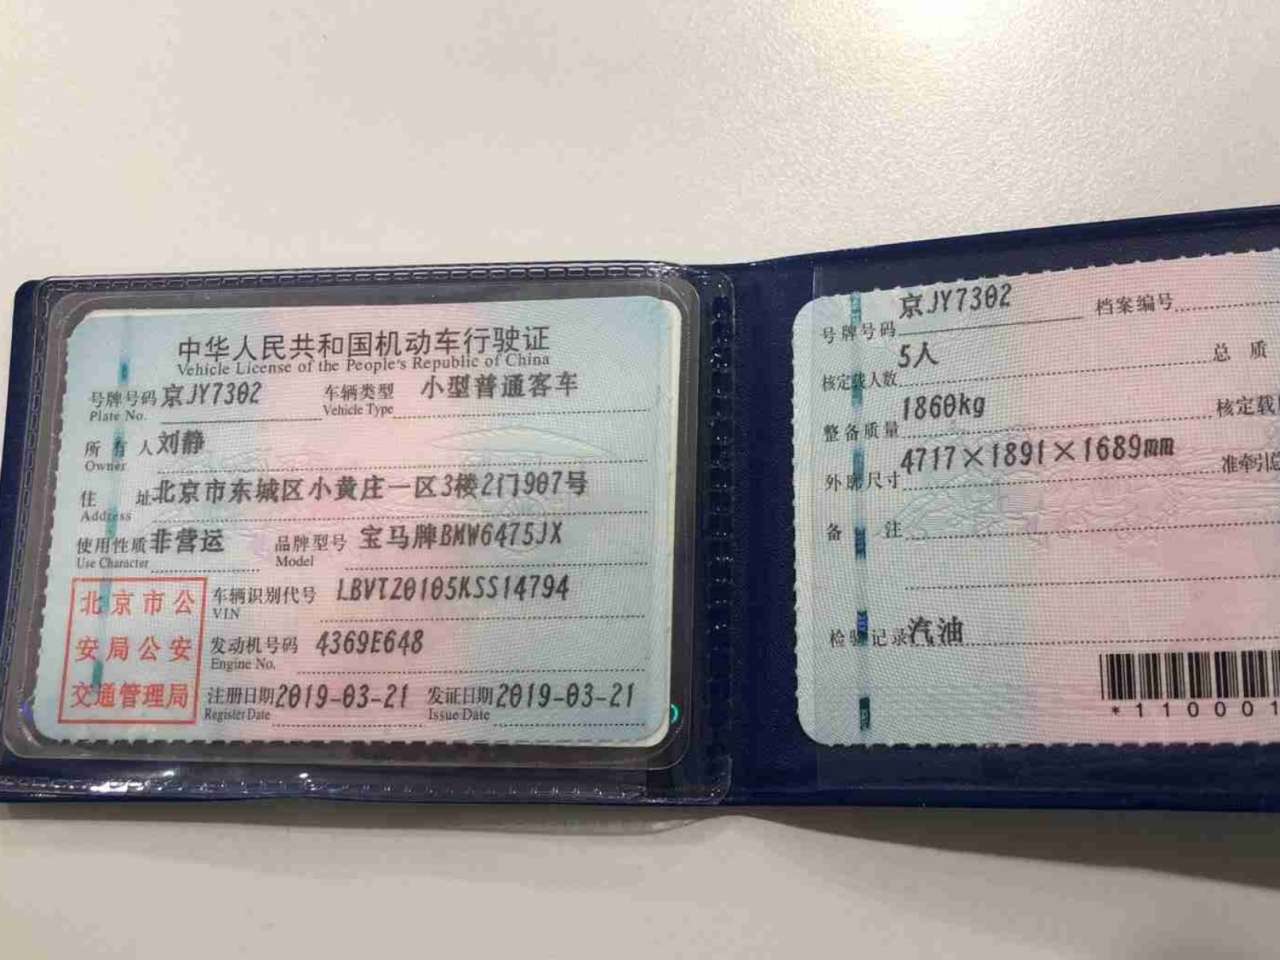 中华人民共和国机动车行驶证
Vehicle License of the People's Republic of China
号牌号码 京JY7302 车辆类型 小型普通客车
Plate No. Vehicle Type
所有人 刘静
Owner
住址 北京市东城区小黄庄一区3楼2门907号
Address
使用性质 非营运 品牌型号 宝马牌BMW6475JX
Use Character Model
北京市公安局公安交通管理局
车辆识别代号 LBVTZ0105KSS14794
VIN
发动机号码 4369E648
Engine No.
注册日期 2019-03-21 发证日期 2019-03-21
Register Date Issue Date
号牌号码 京JY7302 档案编号
核定载人数 5人 总质
整备质量 1860kg 核定载
外廓尺寸 4717×1891×1689mm 准牵引总
备注
检验记录 汽油
*110001